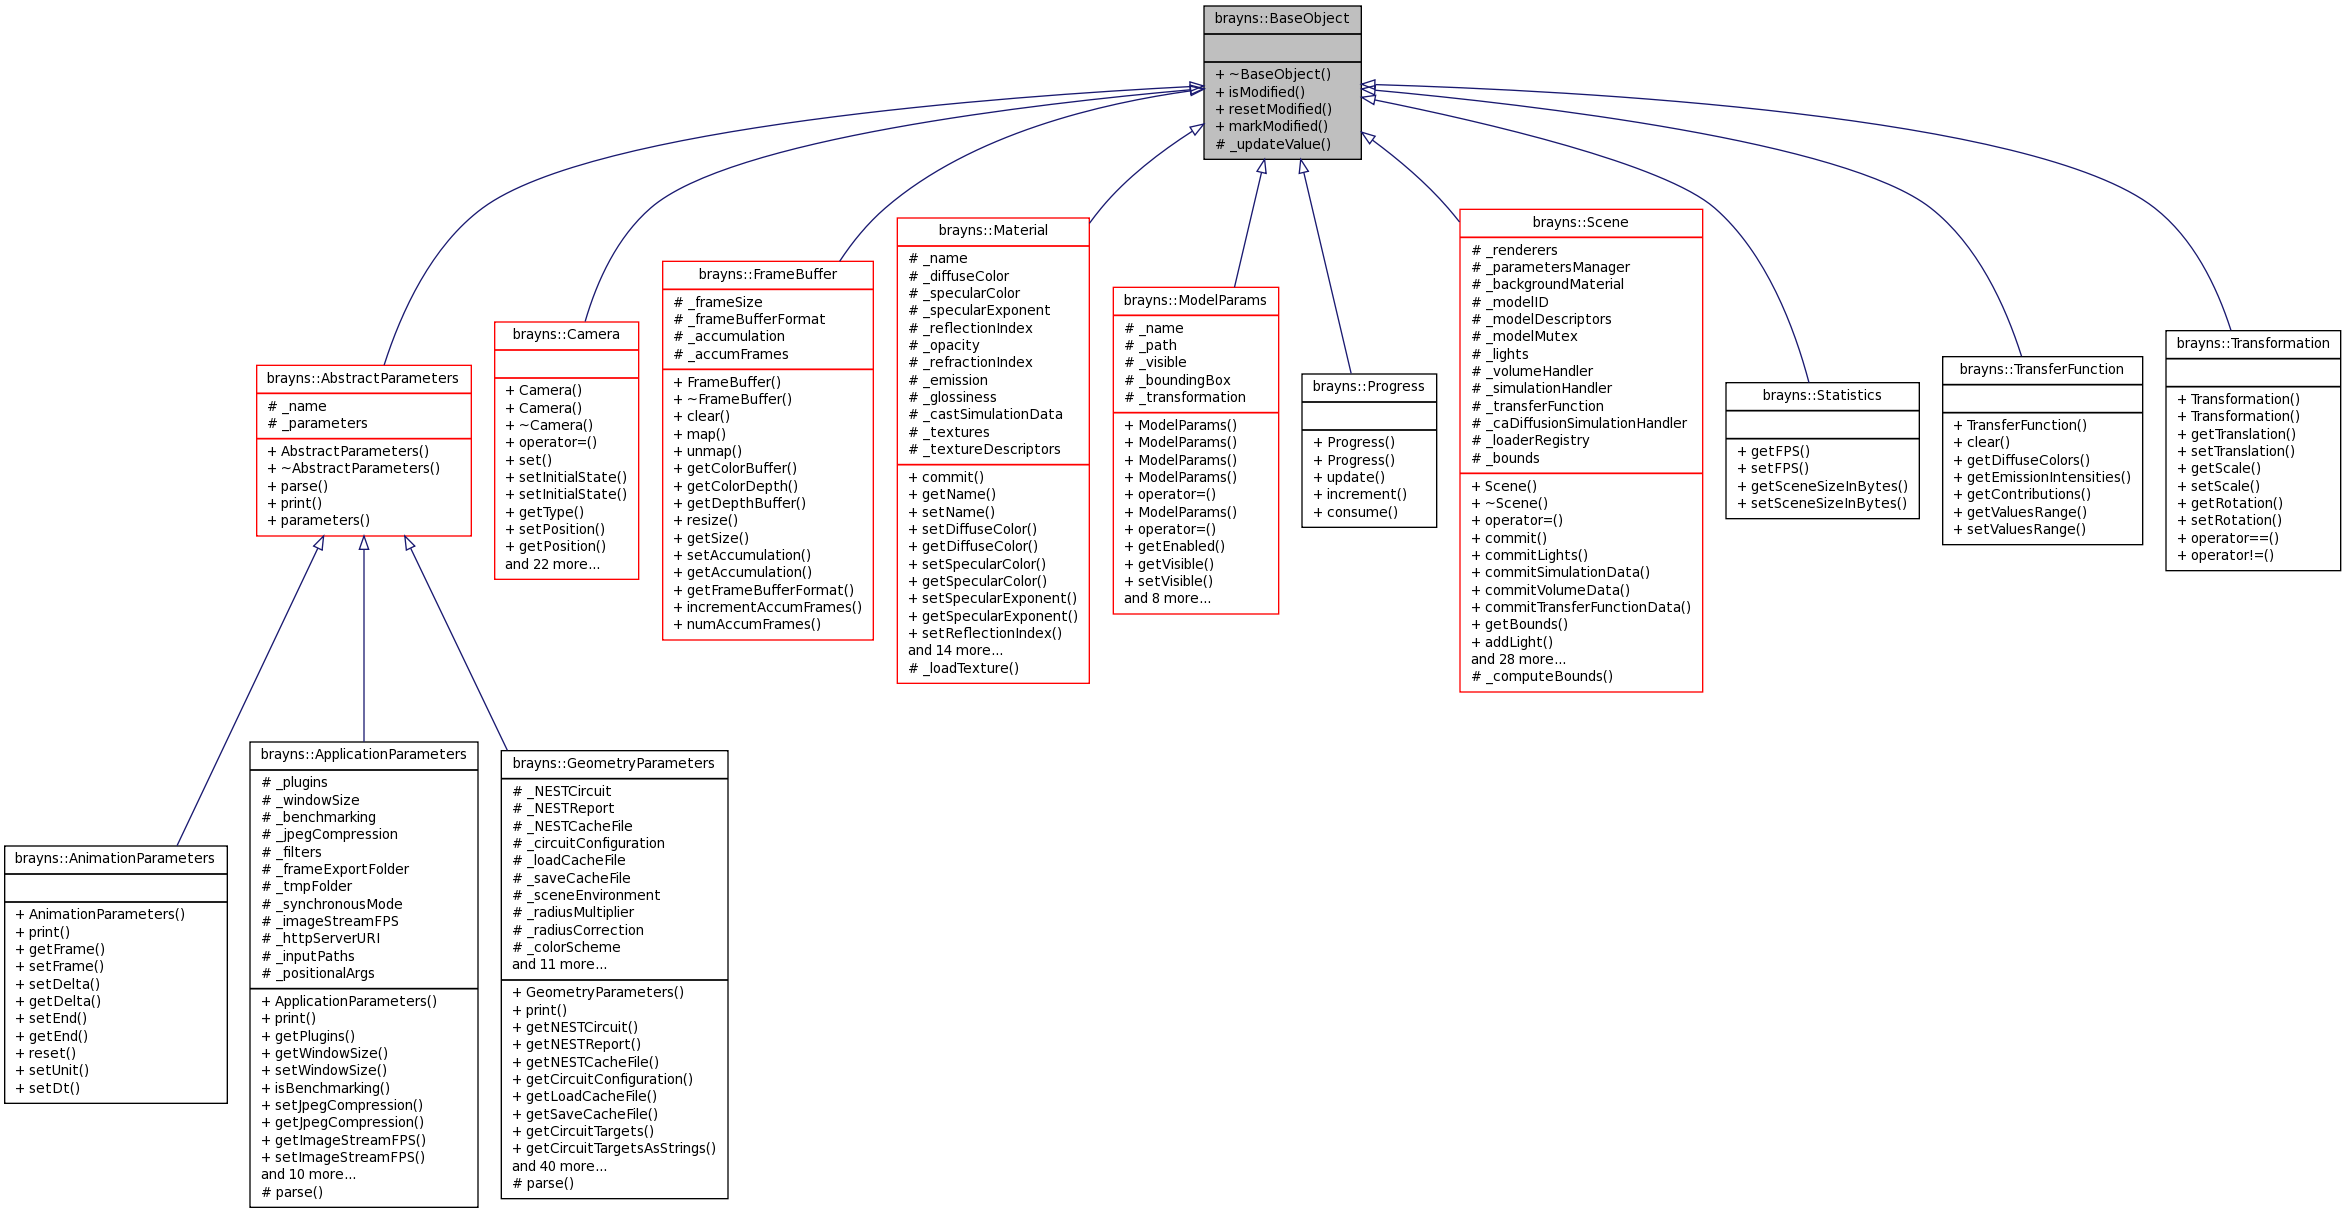 brayns::BaseObject
+ ~BaseObject()
+ isModified()
+ resetModified()
+ markModified()
# _updateValue()
brayns::AbstractParameters
# _name
# _parameters
+ AbstractParameters()
+ ~AbstractParameters()
+ parse()
+ print()
+ parameters()
brayns::Camera
+ Camera()
+ Camera()
+ ~Camera()
+ operator=()
+ set()
+ setInitialState()
+ setInitialState()
+ getType()
+ setPosition()
+ getPosition()
and 22 more...
brayns::FrameBuffer
# _frameSize
# _frameBufferFormat
# _accumulation
# _accumFrames
+ FrameBuffer()
+ ~FrameBuffer()
+ clear()
+ map()
+ unmap()
+ getColorBuffer()
+ getColorDepth()
+ getDepthBuffer()
+ resize()
+ getSize()
+ setAccumulation()
+ getAccumulation()
+ getFrameBufferFormat()
+ incrementAccumFrames()
+ numAccumFrames()
brayns::Material
# _name
# _diffuseColor
# _specularColor
# _specularExponent
# _reflectionIndex
# _opacity
# _refractionIndex
# _emission
# _glossiness
# _castSimulationData
# _textures
# _textureDescriptors
+ commit()
+ getName()
+ setName()
+ setDiffuseColor()
+ getDiffuseColor()
+ setSpecularColor()
+ getSpecularColor()
+ setSpecularExponent()
+ getSpecularExponent()
+ setReflectionIndex()
and 14 more...
# _loadTexture()
brayns::ModelParams
# _name
# _path
# _visible
# _boundingBox
# _transformation
+ ModelParams()
+ ModelParams()
+ ModelParams()
+ ModelParams()
+ operator=()
+ ModelParams()
+ operator=()
+ getEnabled()
+ getVisible()
+ setVisible()
and 8 more...
brayns::Progress
+ Progress()
+ Progress()
+ update()
+ increment()
+ consume()
brayns::Scene
# _renderers
# _parametersManager
# _backgroundMaterial
# _modelID
# _modelDescriptors
# _modelMutex
# _lights
# _volumeHandler
# _simulationHandler
# _transferFunction
# _caDiffusionSimulationHandler
# _loaderRegistry
# _bounds
+ Scene()
+ ~Scene()
+ operator=()
+ commit()
+ commitLights()
+ commitSimulationData()
+ commitVolumeData()
+ commitTransferFunctionData()
+ getBounds()
+ addLight()
and 28 more...
# _computeBounds()
brayns::Statistics
+ getFPS()
+ setFPS()
+ getSceneSizeInBytes()
+ setSceneSizeInBytes()
brayns::TransferFunction
+ TransferFunction()
+ clear()
+ getDiffuseColors()
+ getEmissionIntensities()
+ getContributions()
+ getValuesRange()
+ setValuesRange()
brayns::Transformation
+ Transformation()
+ Transformation()
+ getTranslation()
+ setTranslation()
+ getScale()
+ setScale()
+ getRotation()
+ setRotation()
+ operator==()
+ operator!=()
brayns::AnimationParameters
+ AnimationParameters()
+ print()
+ getFrame()
+ setFrame()
+ setDelta()
+ getDelta()
+ setEnd()
+ getEnd()
+ reset()
+ setUnit()
+ setDt()
brayns::ApplicationParameters
# _plugins
# _windowSize
# _benchmarking
# _jpegCompression
# _filters
# _frameExportFolder
# _tmpFolder
# _synchronousMode
# _imageStreamFPS
# _httpServerURI
# _inputPaths
# _positionalArgs
+ ApplicationParameters()
+ print()
+ getPlugins()
+ getWindowSize()
+ setWindowSize()
+ isBenchmarking()
+ setJpegCompression()
+ getJpegCompression()
+ getImageStreamFPS()
+ setImageStreamFPS()
and 10 more...
# parse()
brayns::GeometryParameters
# _NESTCircuit
# _NESTReport
# _NESTCacheFile
# _circuitConfiguration
# _loadCacheFile
# _saveCacheFile
# _sceneEnvironment
# _radiusMultiplier
# _radiusCorrection
# _colorScheme
and 11 more...
+ GeometryParameters()
+ print()
+ getNESTCircuit()
+ getNESTReport()
+ getNESTCacheFile()
+ getCircuitConfiguration()
+ getLoadCacheFile()
+ getSaveCacheFile()
+ getCircuitTargets()
+ getCircuitTargetsAsStrings()
and 40 more...
# parse()